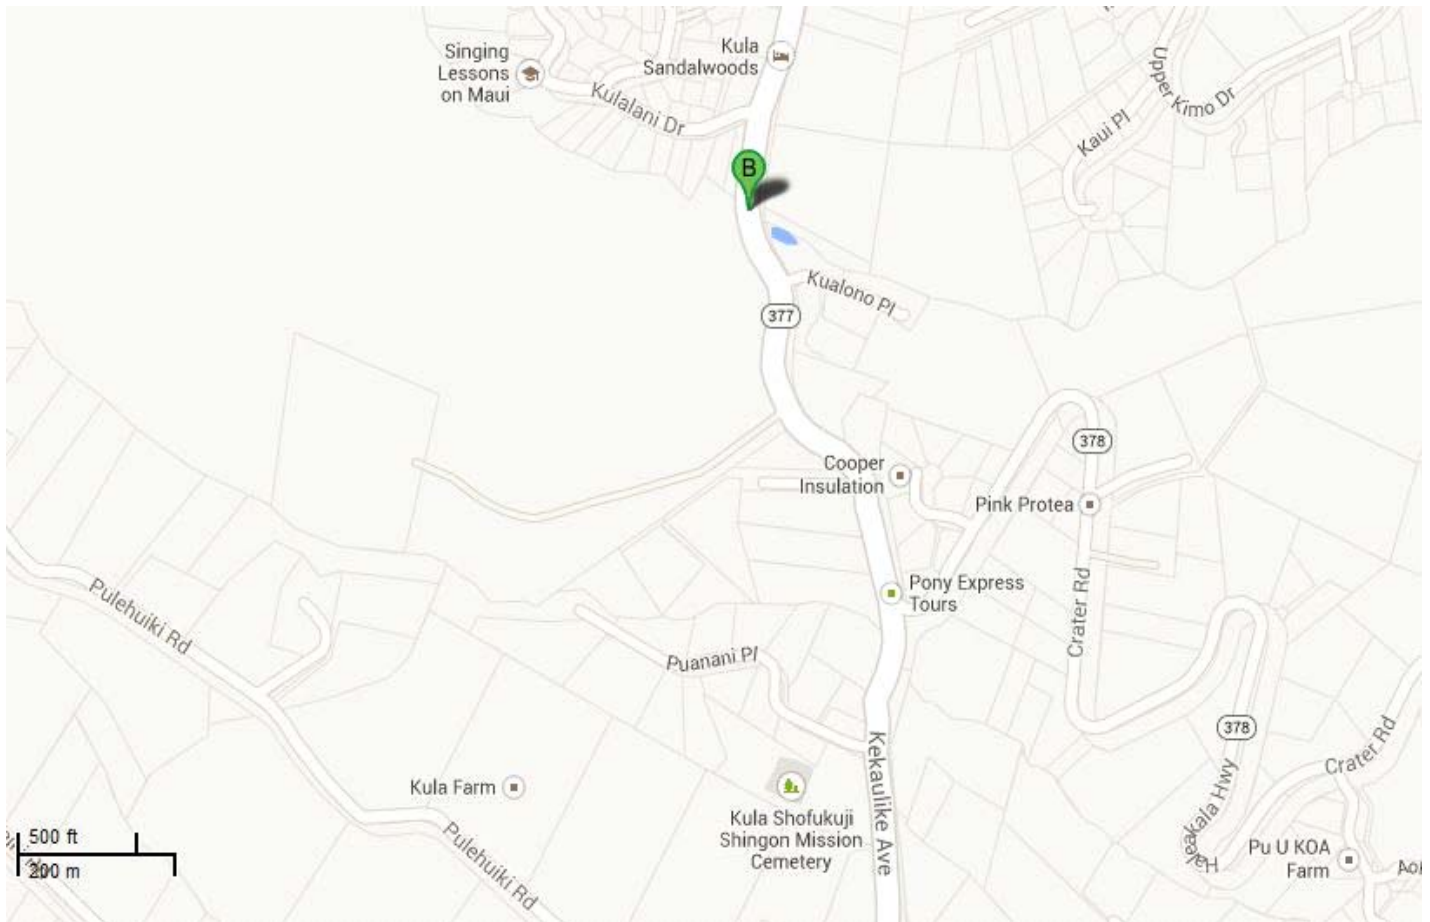 Singing
Lessons
on Maui
Kula
Sandalwoods
Kulalani Dr
Upper Kimo Dr
Kaui Pl
B
Kualono Pl
377
378
Cooper
Insulation
Pink Protea
Pony Express
Tours
Pulehuiki Rd
Crater Rd
Puanani Pl
378
Crater Rd
Kekaulike Ave
Kula Farm
Kula Shofukuji
Shingon Mission
Cemetery
Haleakala Hwy
Pu U KOA
Farm
500 ft
200 m
Pulehuiki Rd